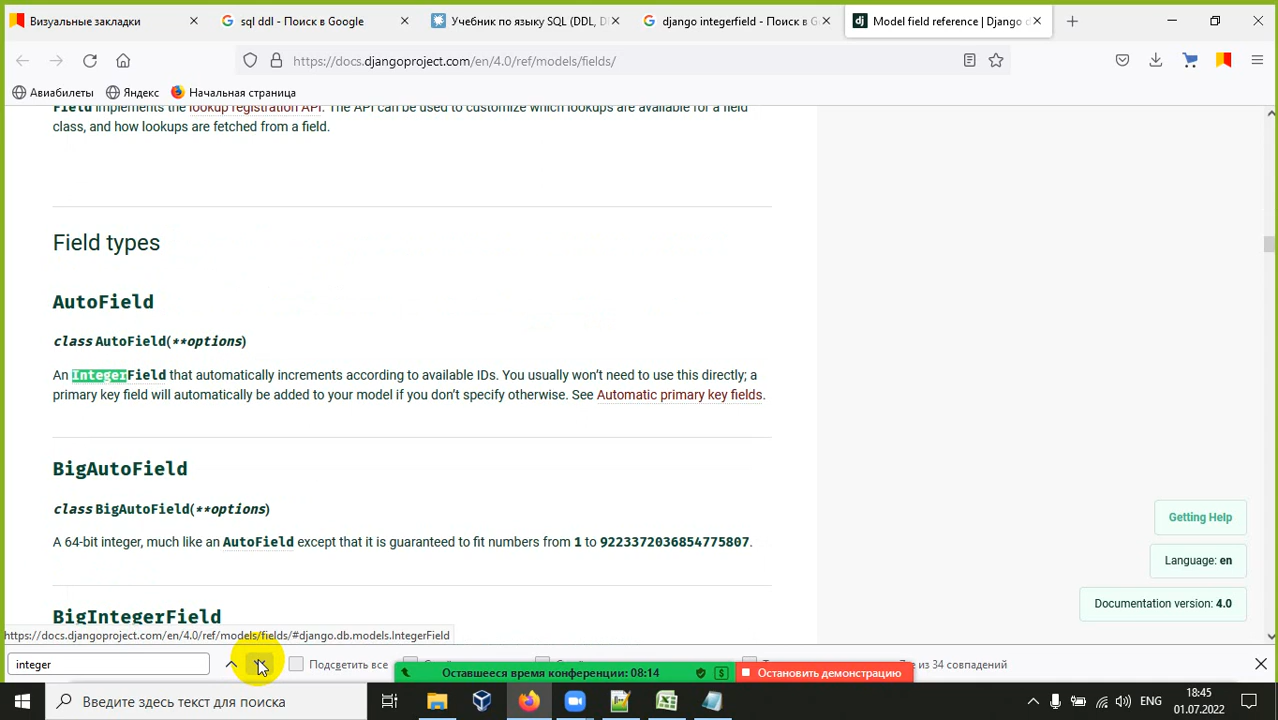 Визуальные закладки
sql ddl - Поиск в Google
Учебник по языку SQL (DDL, D
django integerfield - Поиск в G
Model field reference | Django d
https://docs.djangoproject.com/en/4.0/ref/models/fields/
Авиабилеты
Яндекс
Начальная страница
Field implements the lookup registration API. The API can be used to customize which lookups are available for a field
class, and how lookups are fetched from a field.
Field types
AutoField
class AutoField(**options)
An IntegerField that automatically increments according to available IDs. You usually won't need to use this directly; a
primary key field will automatically be added to your model if you don't specify otherwise. See Automatic primary key fields.
BigAutoField
class BigAutoField(**options)
A 64-bit integer, much like an AutoField except that it is guaranteed to fit numbers from 1 to 9223372036854775807.
BigIntegerField
Getting Help
Language: en
Documentation version: 4.0
https://docs.djangoproject.com/en/4.0/ref/models/fields/#django.db.models.IntegerField
integer
Подсветить все
из 34 совпадений
Оставшееся время конференции: 08:14
Остановить демонстрацию
Введите здесь текст для поиска
ENG
18:45
01.07.2022